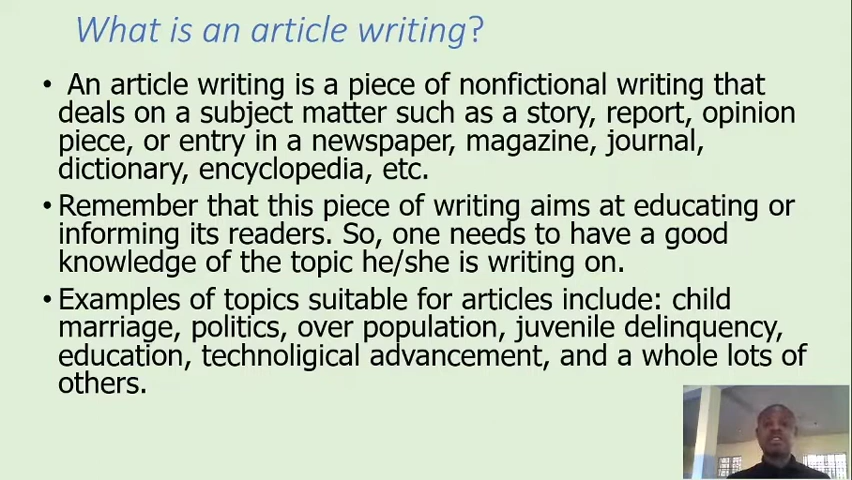 What is an article writing?
• An article writing is a piece of nonfictional writing that
deals on a subject matter such as a story, report, opinion
piece, or entry in a newspaper, magazine, journal,
dictionary, encyclopedia, etc.
• Remember that this piece of writing aims at educating or
informing its readers. So, one needs to have a good
knowledge of the topic he/she is writing on.
• Examples of topics suitable for articles include: child
marriage, politics, over population, juvenile delinquency,
education, technoligical advancement, and a whole lots of
others.